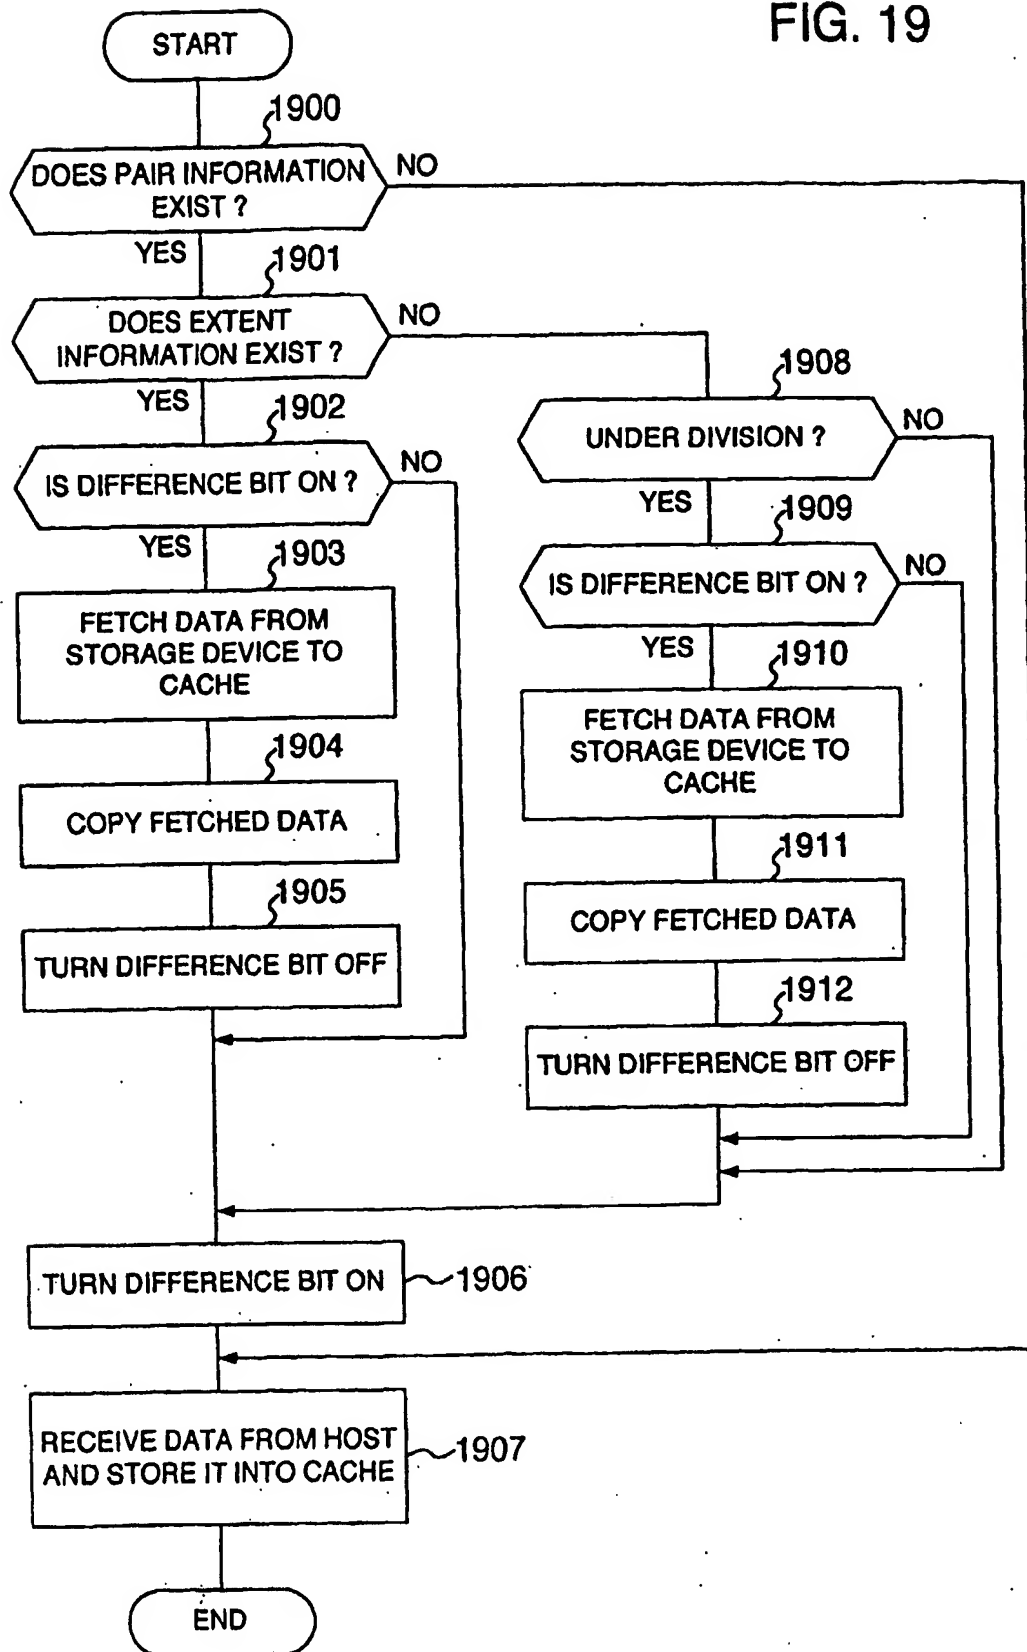 FIG. 19
START
1900
DOES PAIR INFORMATION
EXIST ?
NO
YES
1901
DOES EXTENT
INFORMATION EXIST ?
NO
YES
1902
IS DIFFERENCE BIT ON ?
NO
YES
1903
FETCH DATA FROM
STORAGE DEVICE TO
CACHE
1904
COPY FETCHED DATA
1905
TURN DIFFERENCE BIT OFF
1908
UNDER DIVISION ?
NO
YES
1909
IS DIFFERENCE BIT ON ?
NO
YES
1910
FETCH DATA FROM
STORAGE DEVICE TO
CACHE
1911
COPY FETCHED DATA
1912
TURN DIFFERENCE BIT OFF
TURN DIFFERENCE BIT ON
1906
RECEIVE DATA FROM HOST
AND STORE IT INTO CACHE
1907
END